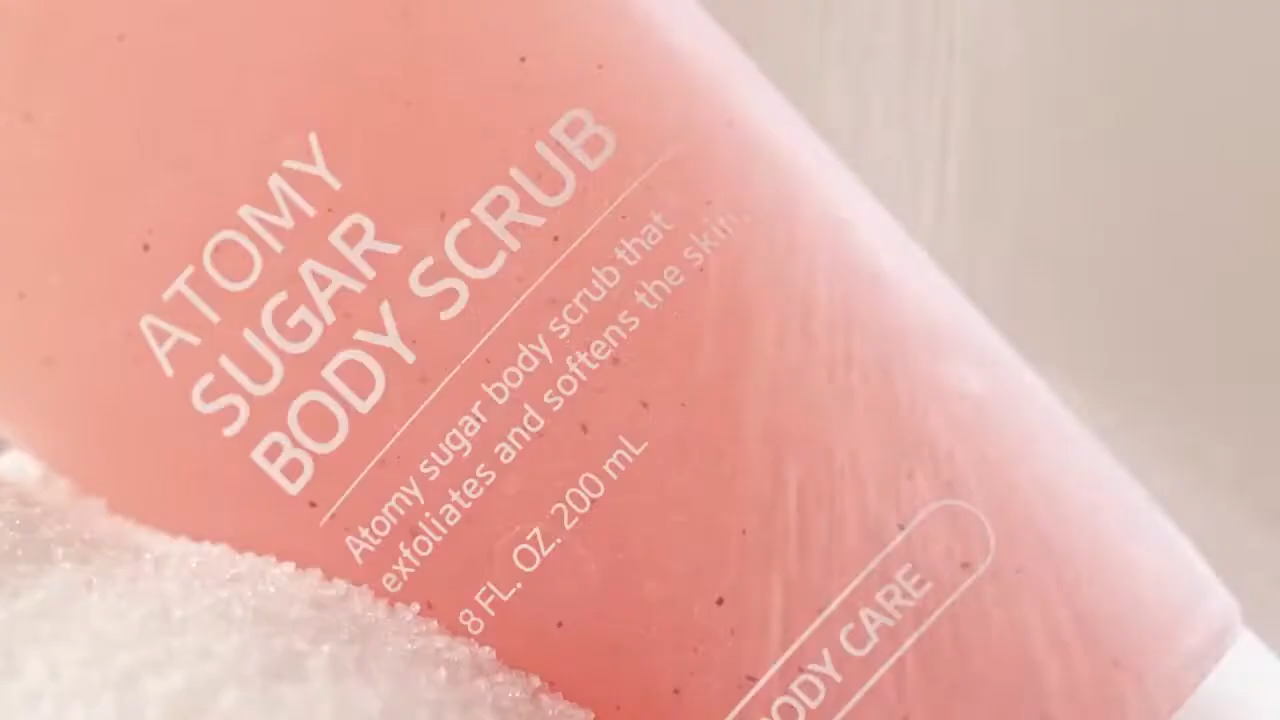 ATOMY
SUGAR
BODY SCRUB
Atomy sugar body scrub that
exfoliates and softens the skin.
8 FL. OZ. 200 mL
BODY CARE